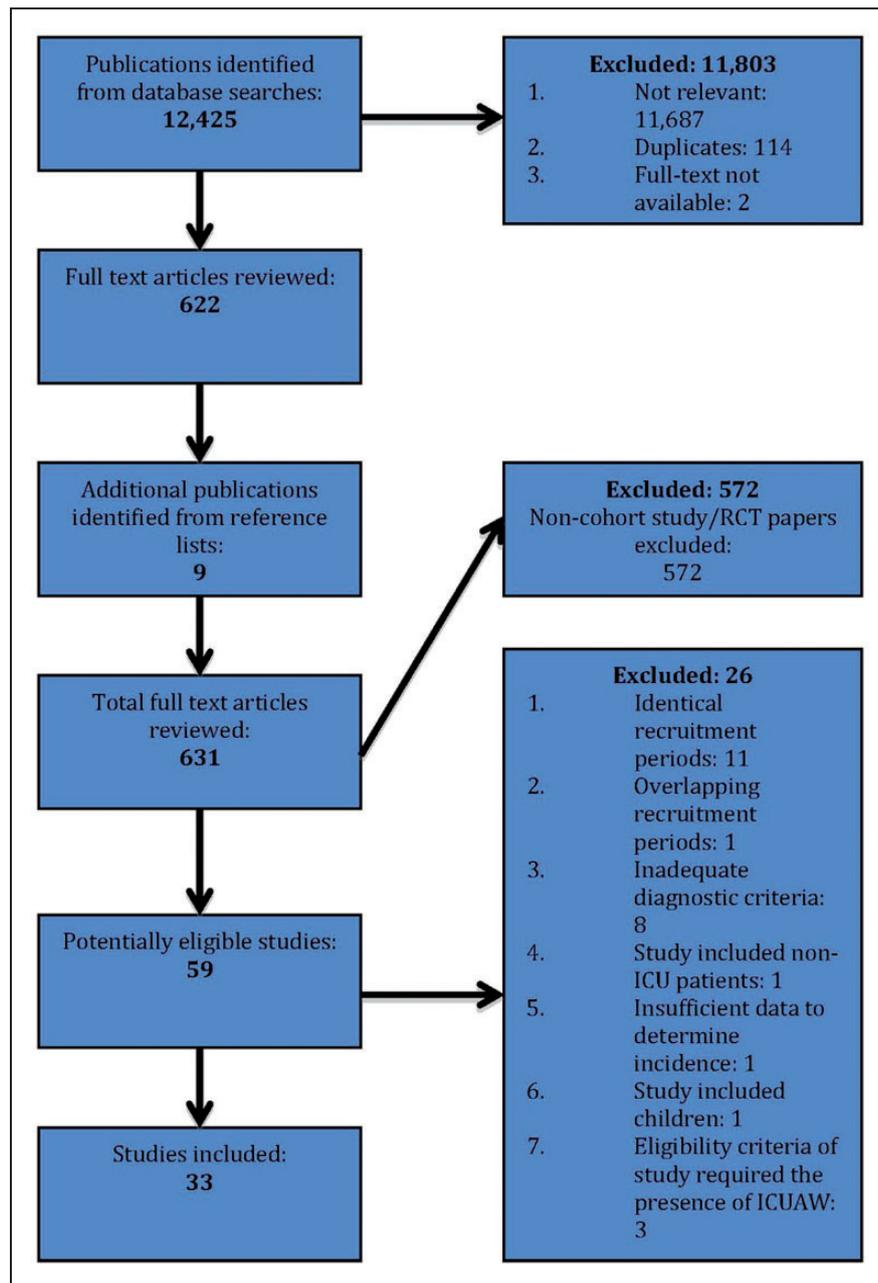 Publications identified
from database searches:
12,425
Excluded: 11,803
1. Not relevant:
11,687
2. Duplicates: 114
3. Full-text not
available: 2
Full text articles reviewed:
622
Additional publications
identified from reference
lists:
9
Excluded: 572
Non-cohort study/RCT papers
excluded:
572
Total full text articles
reviewed:
631
Excluded: 26
1. Identical
recruitment
periods: 11
2. Overlapping
recruitment
periods: 1
3. Inadequate
diagnostic criteria:
8
4. Study included non-
ICU patients: 1
5. Insufficient data to
determine
incidence: 1
6. Study included
children: 1
7. Eligibility criteria of
study required the
presence of ICUAW:
3
Potentially eligible studies:
59
Studies included:
33